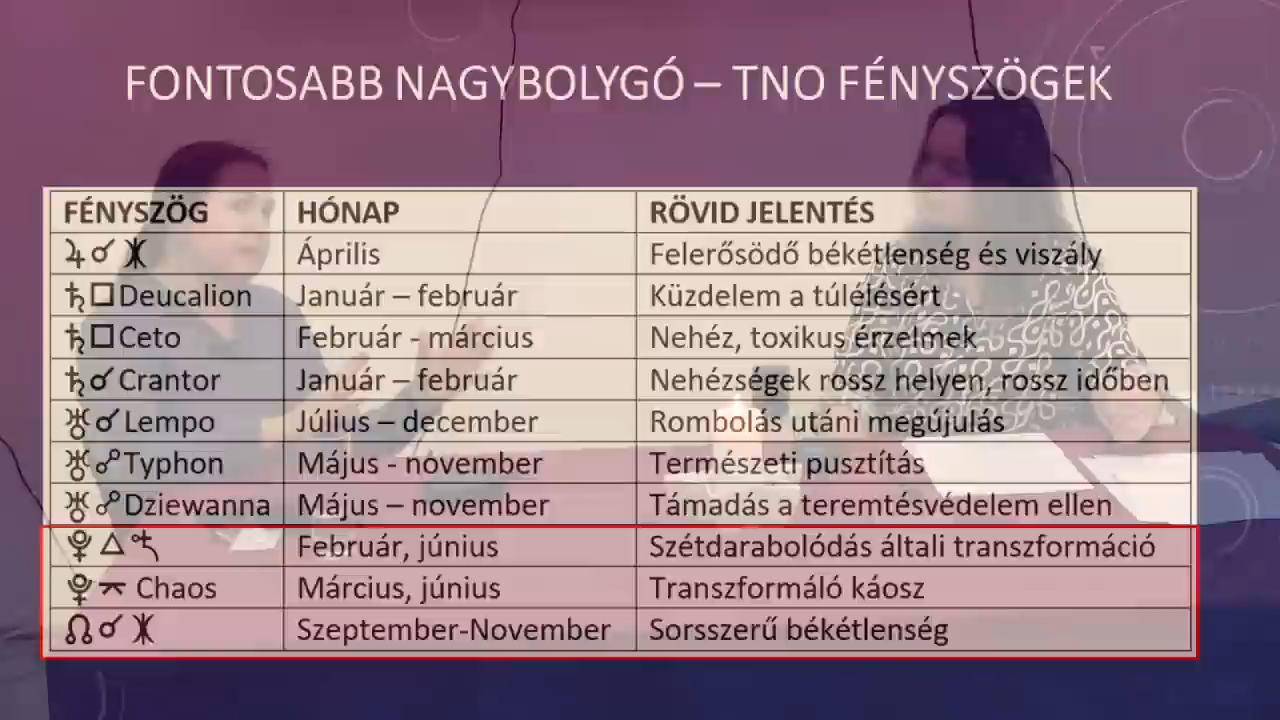 FONTOSABB NAGYBOLYGÓ – TNO FÉNYSZÖGEK
FÉNYSZÖG HÓNAP RÖVID JELENTÉS
♃☌ Április Felerősödő békétlenség és viszály
♄□Deucalion Január – február Küzdelem a túlélésért
♄□Ceto Február - március Nehéz, toxikus érzelmek
♄☌Crantor Január – február Nehézségek rossz helyen, rossz időben
♅☌Lempo Július – december Rombolás utáni megújulás
♅☍Typhon Május - november Természeti pusztítás
♅☍Dziewanna Május – november Támadás a teremtésvédelem ellen
△ Február, június Szétdarabolódás általi transzformáció
⚻ Chaos Március, június Transzformáló káosz
☊☌ Szeptember-November Sorsszerű békétlenség